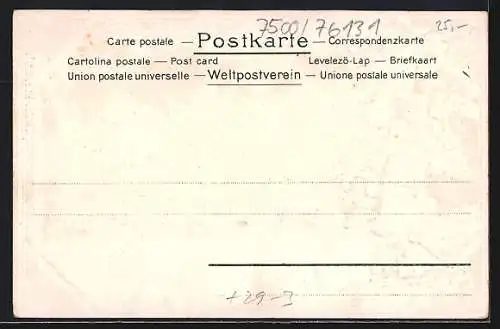 7500/76131
25,-
Carte postale — Postkarte — Correspondenzkarte
Cartolina postale — Post card Levelező-Lap — Briefkaart
Union postale universelle — Weltpostverein — Unione postale universale